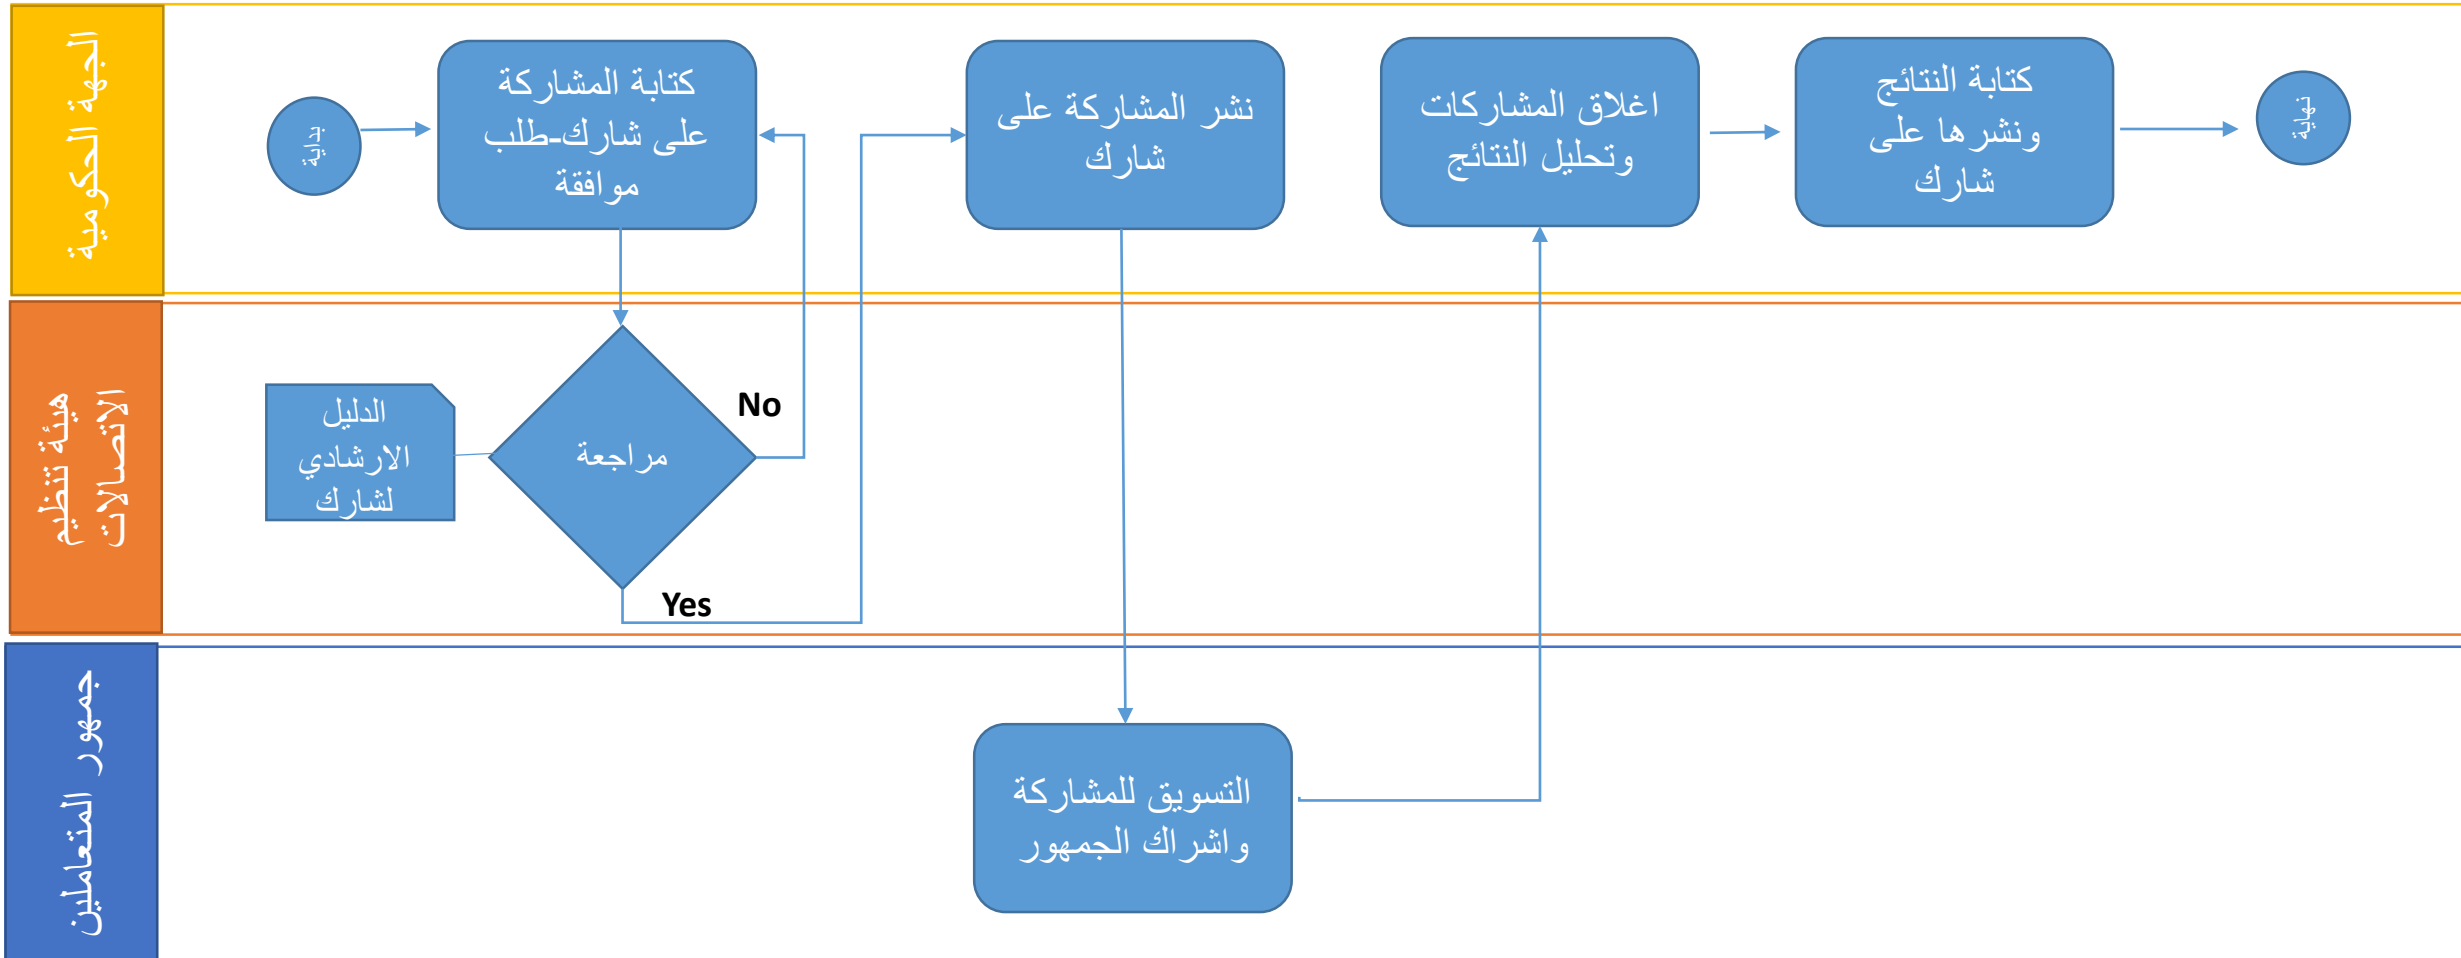 الجهة الحكومية
بداية
كتابة المشاركة
على شارك-طلب
موافقة
نشر المشاركة على
شارك
اغلاق المشاركات
وتحليل النتائج
كتابة النتائج
ونشرها على
شارك
نهاية
هيئة تنظيم
الاتصالات
الدليل
الارشادي
لشارك
مراجعة
No
Yes
جمهور المتعاملين
التسويق للمشاركة
واشراك الجمهور